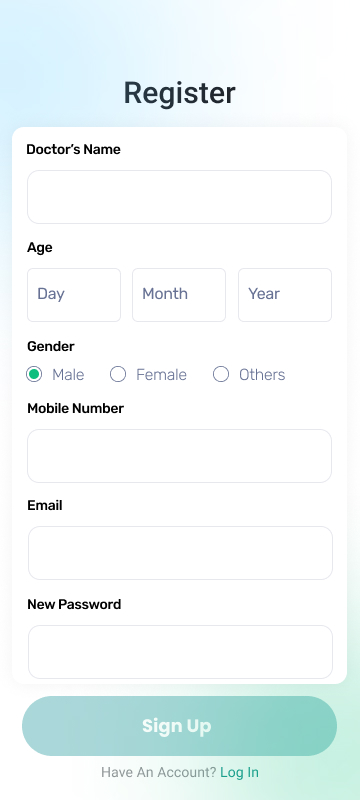 Register
Doctor's Name
Age
Day Month Year
Gender
Male Female Others
Mobile Number
Email
New Password
Sign Up
Have An Account? Log In